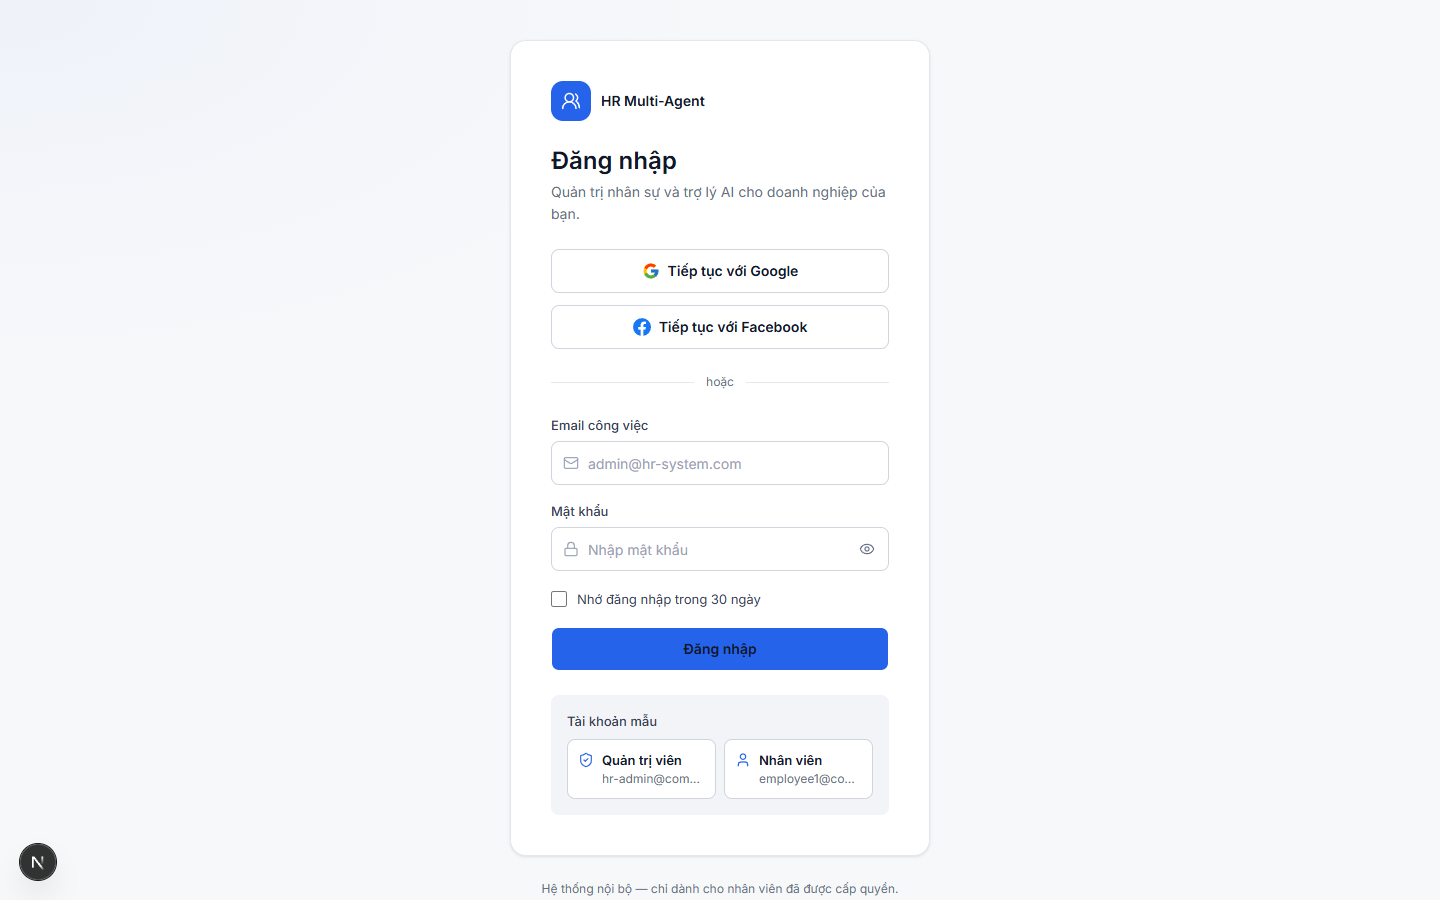 HR Multi-Agent
Đăng nhập
Quản trị nhân sự và trợ lý AI cho doanh nghiệp của
bạn.
Tiếp tục với Google
Tiếp tục với Facebook
hoặc
Email công việc
admin@hr-system.com
Mật khẩu
Nhập mật khẩu
Nhớ đăng nhập trong 30 ngày
Đăng nhập
Tài khoản mẫu
Quản trị viên
hr-admin@com...
Nhân viên
employee1@co...
N
Hệ thống nội bộ — chỉ dành cho nhân viên đã được cấp quyền.